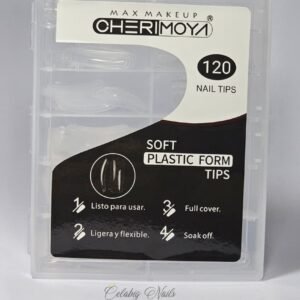 MAX MAKEUP
CHERIMOYA
120
NAIL TIPS
SOFT
PLASTIC FORM
TIPS
1 Listo para usar.
3 Full cover.
2 Ligera y flexible.
4 Soak off.
Celabig Nails